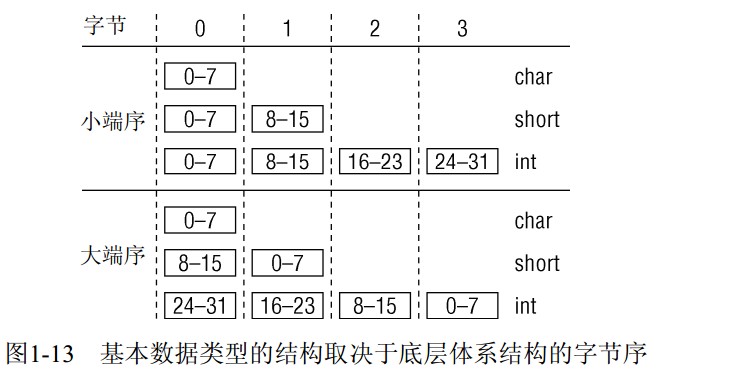 字节 0 1 2 3
0–7 char
小端序 0–7 8–15 short
0–7 8–15 16–23 24–31 int
0–7 char
大端序 8–15 0–7 short
24–31 16–23 8–15 0–7 int
图1-13 基本数据类型的结构取决于底层体系结构的字节序